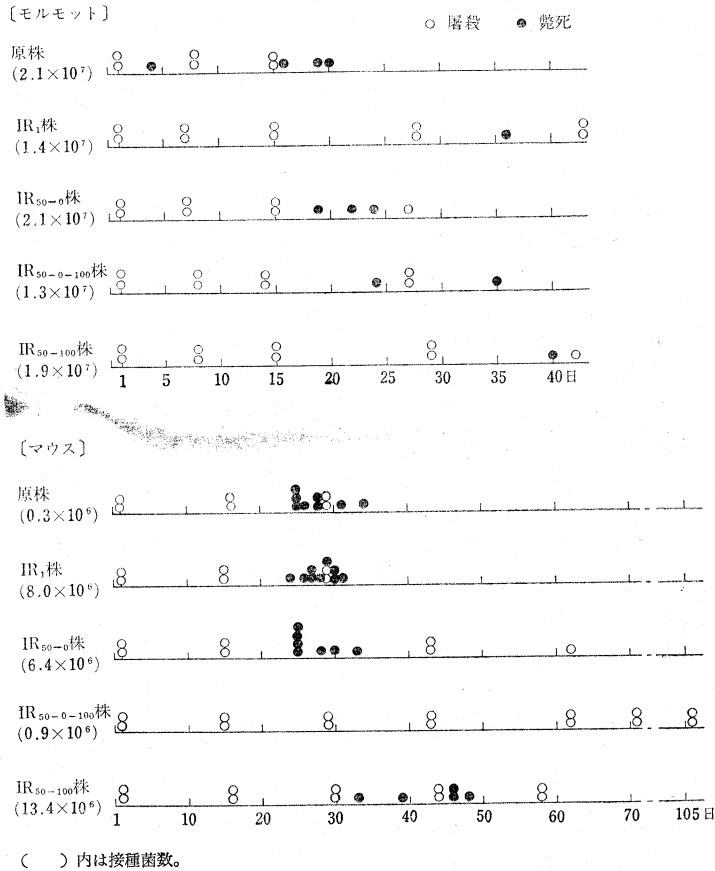 〔モルモット〕
○ 屠殺 ● 斃死
原株
(2.1×10⁷)
IR₁株
(1.4×10⁷)
IR₅₀₋₀株
(2.1×10⁷)
IR₅₀₋₀₋₁₀₀株
(1.3×10⁷)
IR₅₀₋₁₀₀株
(1.9×10⁷)
1 5 10 15 20 25 30 35 40日
〔マウス〕
原株
(0.3×10⁶)
IR₁株
(8.0×10⁶)
IR₅₀₋₀株
(6.4×10⁶)
IR₅₀₋₀₋₁₀₀株
(0.9×10⁶)
IR₅₀₋₁₀₀株
(13.4×10⁶)
1 10 20 30 40 50 60 70 105日
( )内は接種菌数。